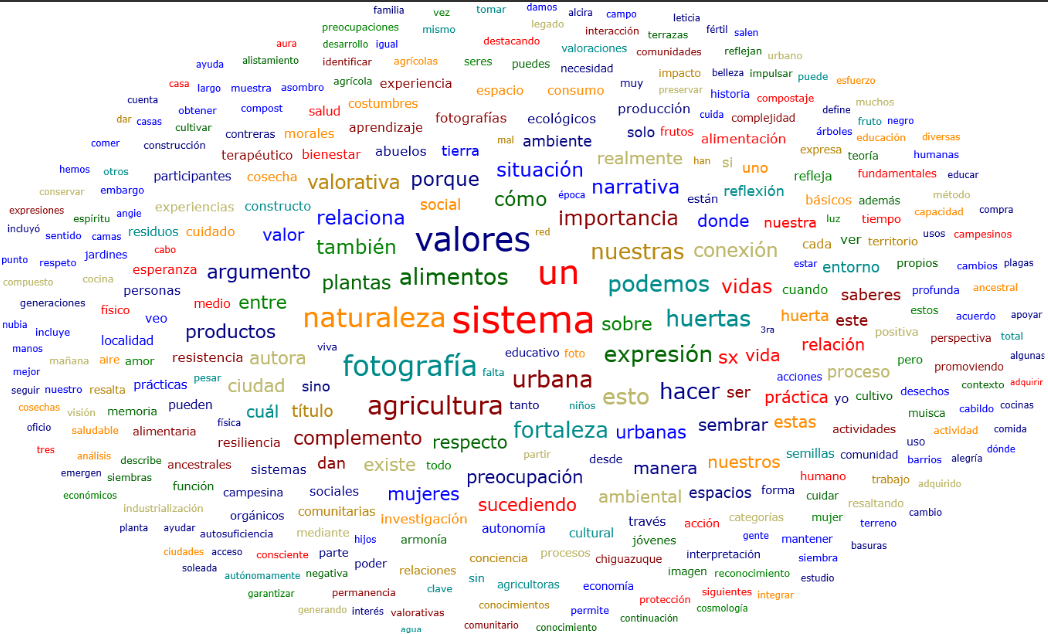 familia vez tomar damos alcira campo leticia
preocupaciones mismo legado interacción terrazas fértil salen
aura desarrollo igual destacando valoraciones comunidades reflejan urbano
ayuda alistamiento identificar agrícolas seres puedes necesidad
casa largo muestra asombro agrícola experiencia espacio consumo muy impacto belleza impulsar puede esfuerzo
cuenta obtener compost salud costumbres preservar historia compostaje muchos
dar casas cultivar contreras morales aprendizaje fotografías ecológicos producción cuida complejidad define fruto negro
comer construcción terapéutico bienestar abuelos tierra mal ambiente solo frutos alimentación árboles educación diversas
hemos otros participantes cosecha valorativa porque situación realmente han si uno expresa teoría humanas
conservar embargo refleja fundamentales educar
expresiones espíritu angie experiencias constructo relaciona social cómo época narrativa están reflexión básicos además método
incluyó sentido camas residuos cuidado valor también valores red importancia donde nuestra luz tiempo capacidad compra
punto respeto jardines cabo nuestras conexión cada ver territorio usos campesinos
compuesto cocina esperanza argumento plantas alimentos un podemos vidas estar entorno propios cambios plagas
generaciones personas medio entre cuando saberes profunda ancestral
nubia incluye veo físico naturaleza sistema sobre huertas huerta este estos acuerdo apoyar
manos localidad productos viva 3ra relación positiva perspectiva total
mejor mañana aire amor resistencia autora fotografía educativo foto expresión sx vida pero promoviendo algunas
seguir nuestro resalta prácticas pesar ciudad sino falta urbana niños esto hacer ser acciones proceso contexto adquirir
cosechas visión memoria pueden cuál título agricultura tanto práctica yo cultivo desechos cabildo cocinas
oficio saludable alimentaria física resiliencia complemento respecto fortaleza urbanas sembrar estas actividades muisca actividad comida
tres análisis describe ancestrales sistemas dan existe todo partir desde manera nuestros semillas comunidad uso barrios alegría dónde
emergen siembras función campesina sociales mujeres preocupación ambiental espacios forma humano trabajo adquirido
económicos industrialización orgánicos comunitarias investigación sucediendo través categorías cuidar mujer resaltando cambio
planta ayudar autosuficiencia mediante hijos armonía autonomía cultural jóvenes acción gente mantener terreno basuras
ciudades acceso consciente parte poder conciencia procesos chiguazuque interpretación siembra
soleada autónomamente negativa relaciones sin agricultoras economía imagen reconocimiento estudio
garantizar permanencia clave protección siguientes integrar
generando interés valorativas conocimientos permite continuación cosmología
agua comunitario conocimiento